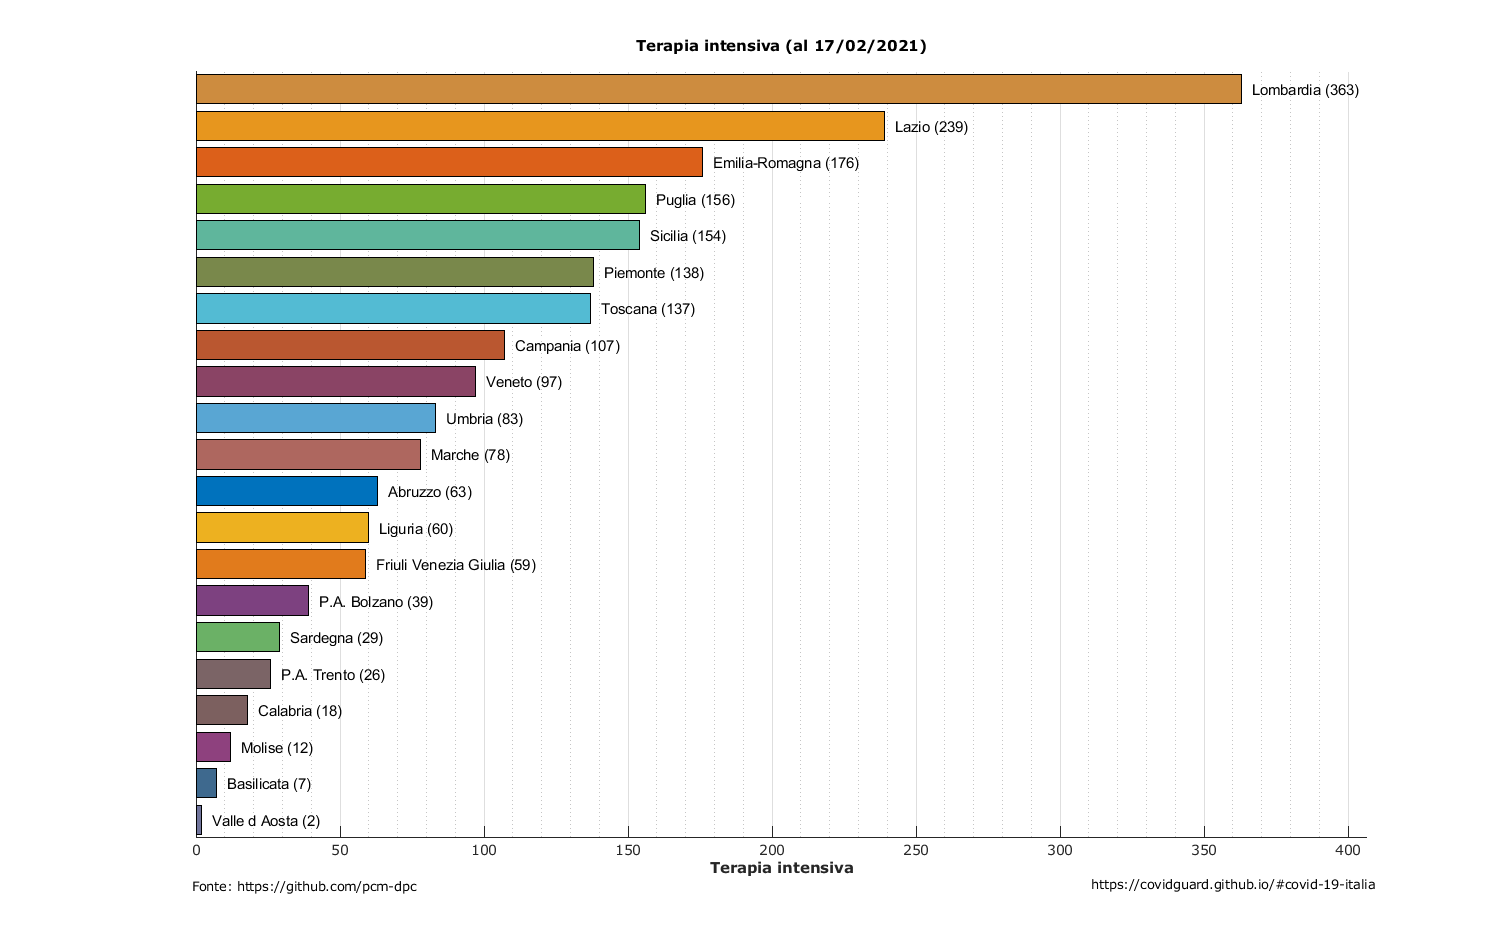 Terapia intensiva (al 17/02/2021)
Lombardia (363)
Lazio (239)
Emilia-Romagna (176)
Puglia (156)
Sicilia (154)
Piemonte (138)
Toscana (137)
Campania (107)
Veneto (97)
Umbria (83)
Marche (78)
Abruzzo (63)
Liguria (60)
Friuli Venezia Giulia (59)
P.A. Bolzano (39)
Sardegna (29)
P.A. Trento (26)
Calabria (18)
Molise (12)
Basilicata (7)
Valle d Aosta (2)
0 50 100 150 200 250 300 350 400
Terapia intensiva
Fonte: https://github.com/pcm-dpc
https://covidguard.github.io/#covid-19-italia